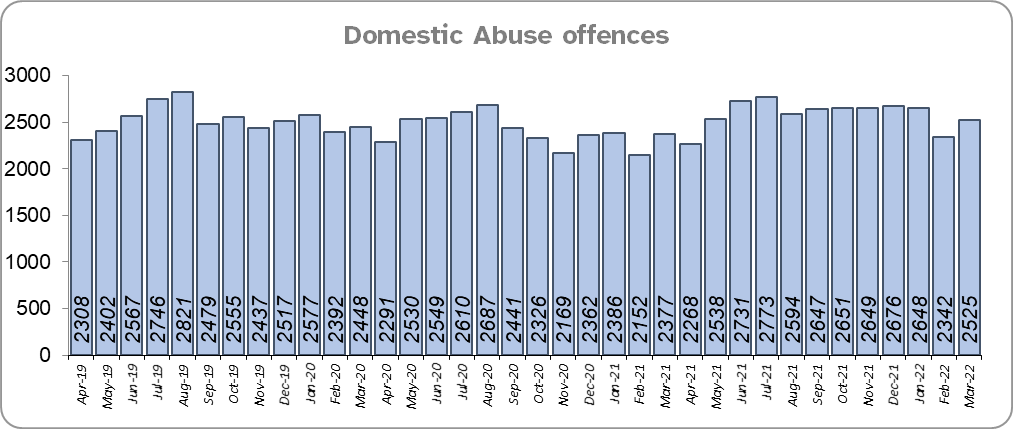 Domestic Abuse offences
3000
2500
2000
1500
1000
500
0
2308 2402 2567 2746 2821 2479 2555 2437 2517 2577 2392 2448 2291 2530 2549 2610 2687 2441 2326 2169 2362 2386 2152 2377 2268 2538 2731 2773 2594 2647 2651 2649 2676 2648 2342 2525
Apr-19 May-19 Jun-19 Jul-19 Aug-19 Sep-19 Oct-19 Nov-19 Dec-19 Jan-20 Feb-20 Mar-20 Apr-20 May-20 Jun-20 Jul-20 Aug-20 Sep-20 Oct-20 Nov-20 Dec-20 Jan-21 Feb-21 Mar-21 Apr-21 May-21 Jun-21 Jul-21 Aug-21 Sep-21 Oct-21 Nov-21 Dec-21 Jan-22 Feb-22 Mar-22